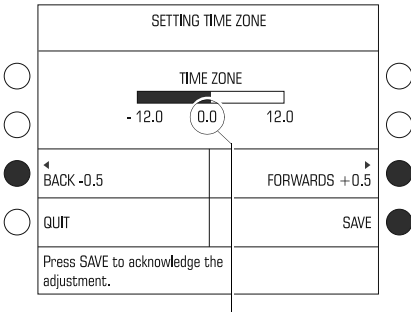 SETTING TIME ZONE
TIME ZONE
- 12.0 0.0 12.0
BACK -0.5 FORWARDS +0.5
QUIT SAVE
Press SAVE to acknowledge the
adjustment.